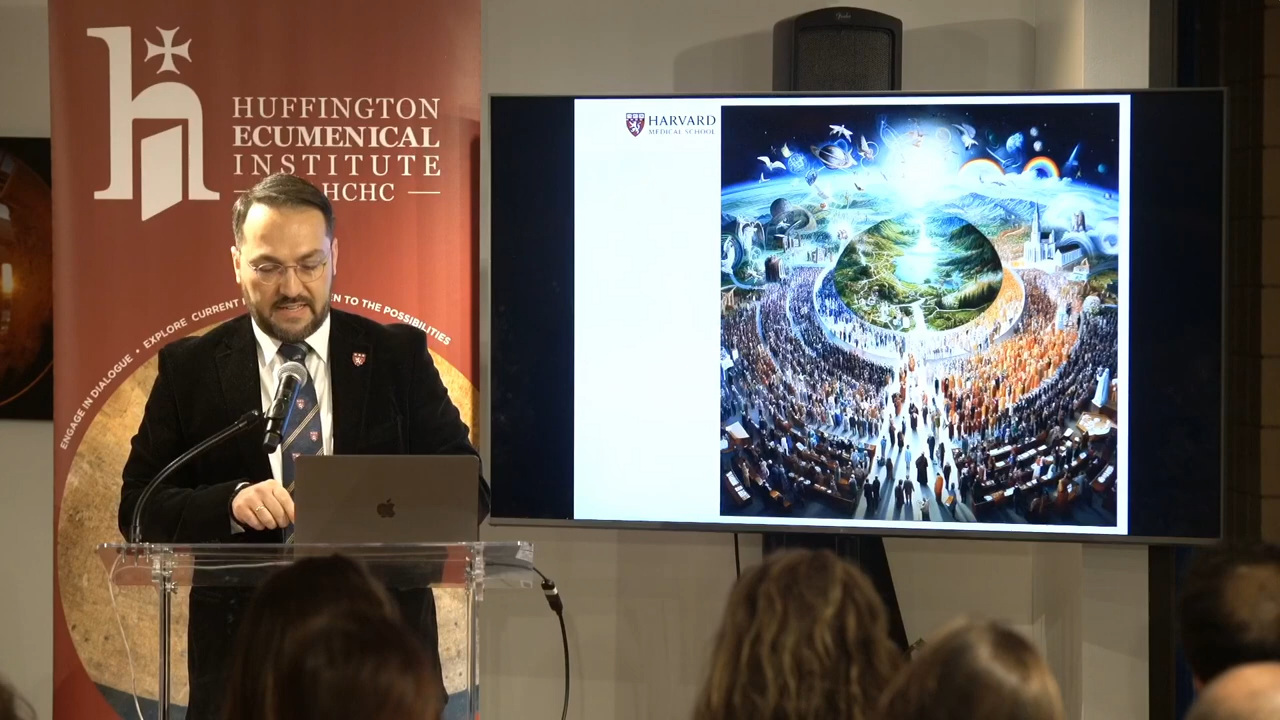 HUFFINGTON
ECUMENICAL
INSTITUTE
HCHC
ENGAGE IN DIALOGUE • EXPLORE CURRENT
TO THE POSSIBILITIES
HARVARD
MEDICAL SCHOOL